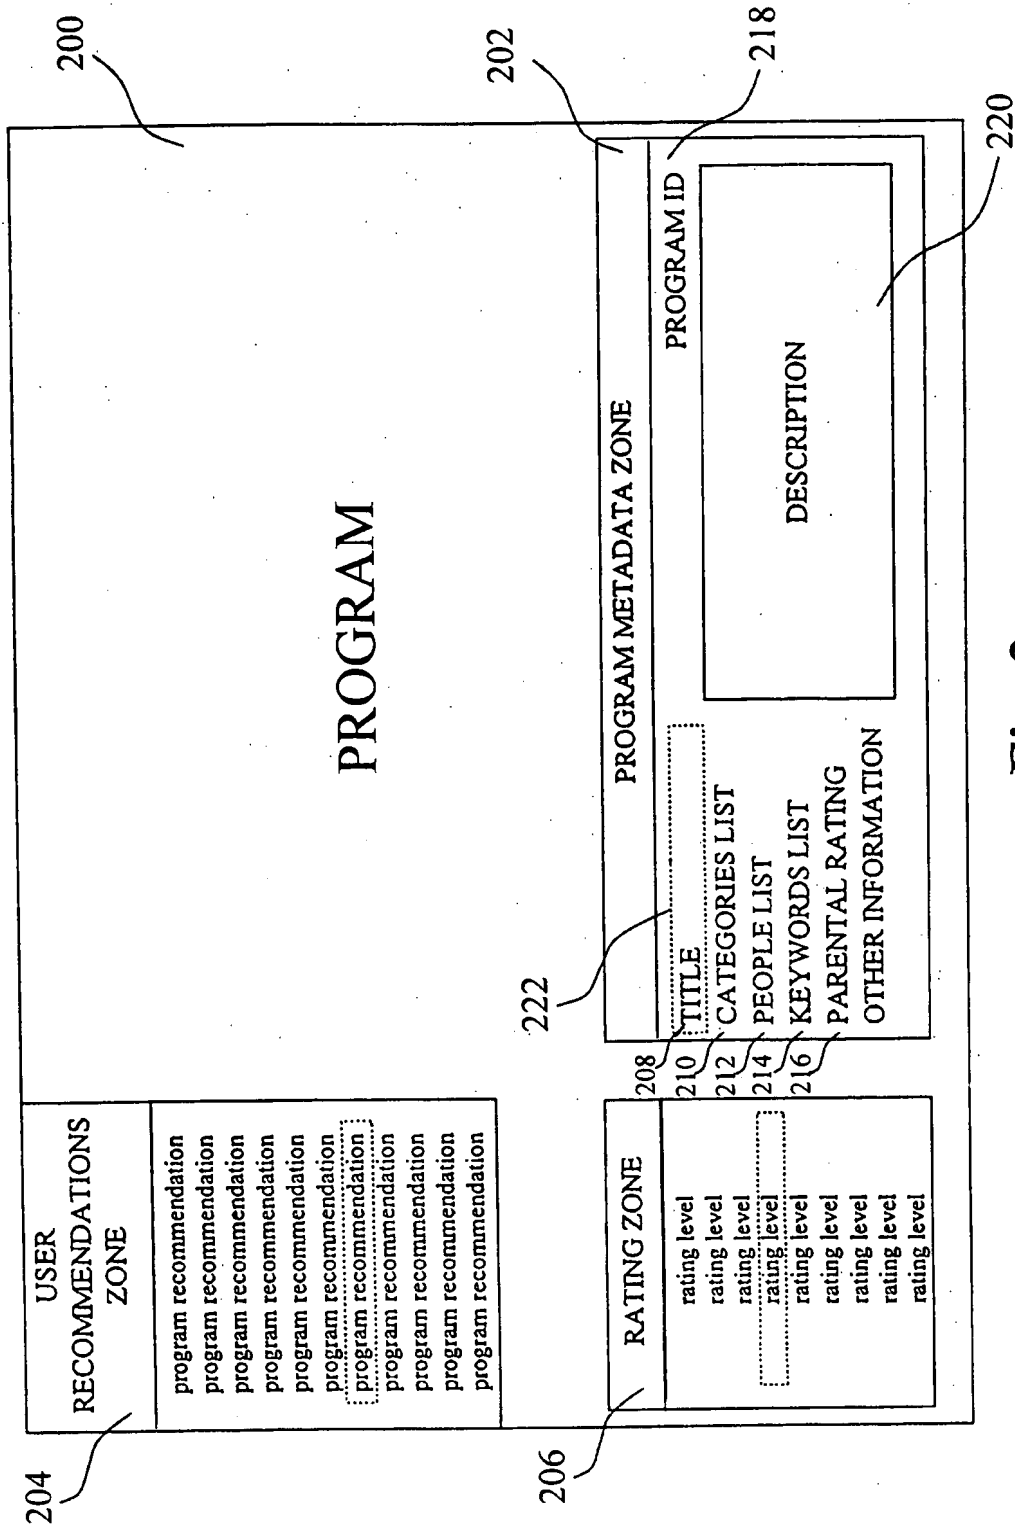 200
204
USER
RECOMMENDATIONS
ZONE
program recommendation
program recommendation
program recommendation
program recommendation
program recommendation
program recommendation
program recommendation
program recommendation
program recommendation
program recommendation
program recommendation
PROGRAM
202
206
RATING ZONE
rating level
rating level
rating level
rating level
rating level
rating level
rating level
rating level
rating level
222
PROGRAM METADATA ZONE
218
208
TITLE
PROGRAM ID
210
CATEGORIES LIST
212
PEOPLE LIST
214
KEYWORDS LIST
216
PARENTAL RATING
OTHER INFORMATION
DESCRIPTION
220